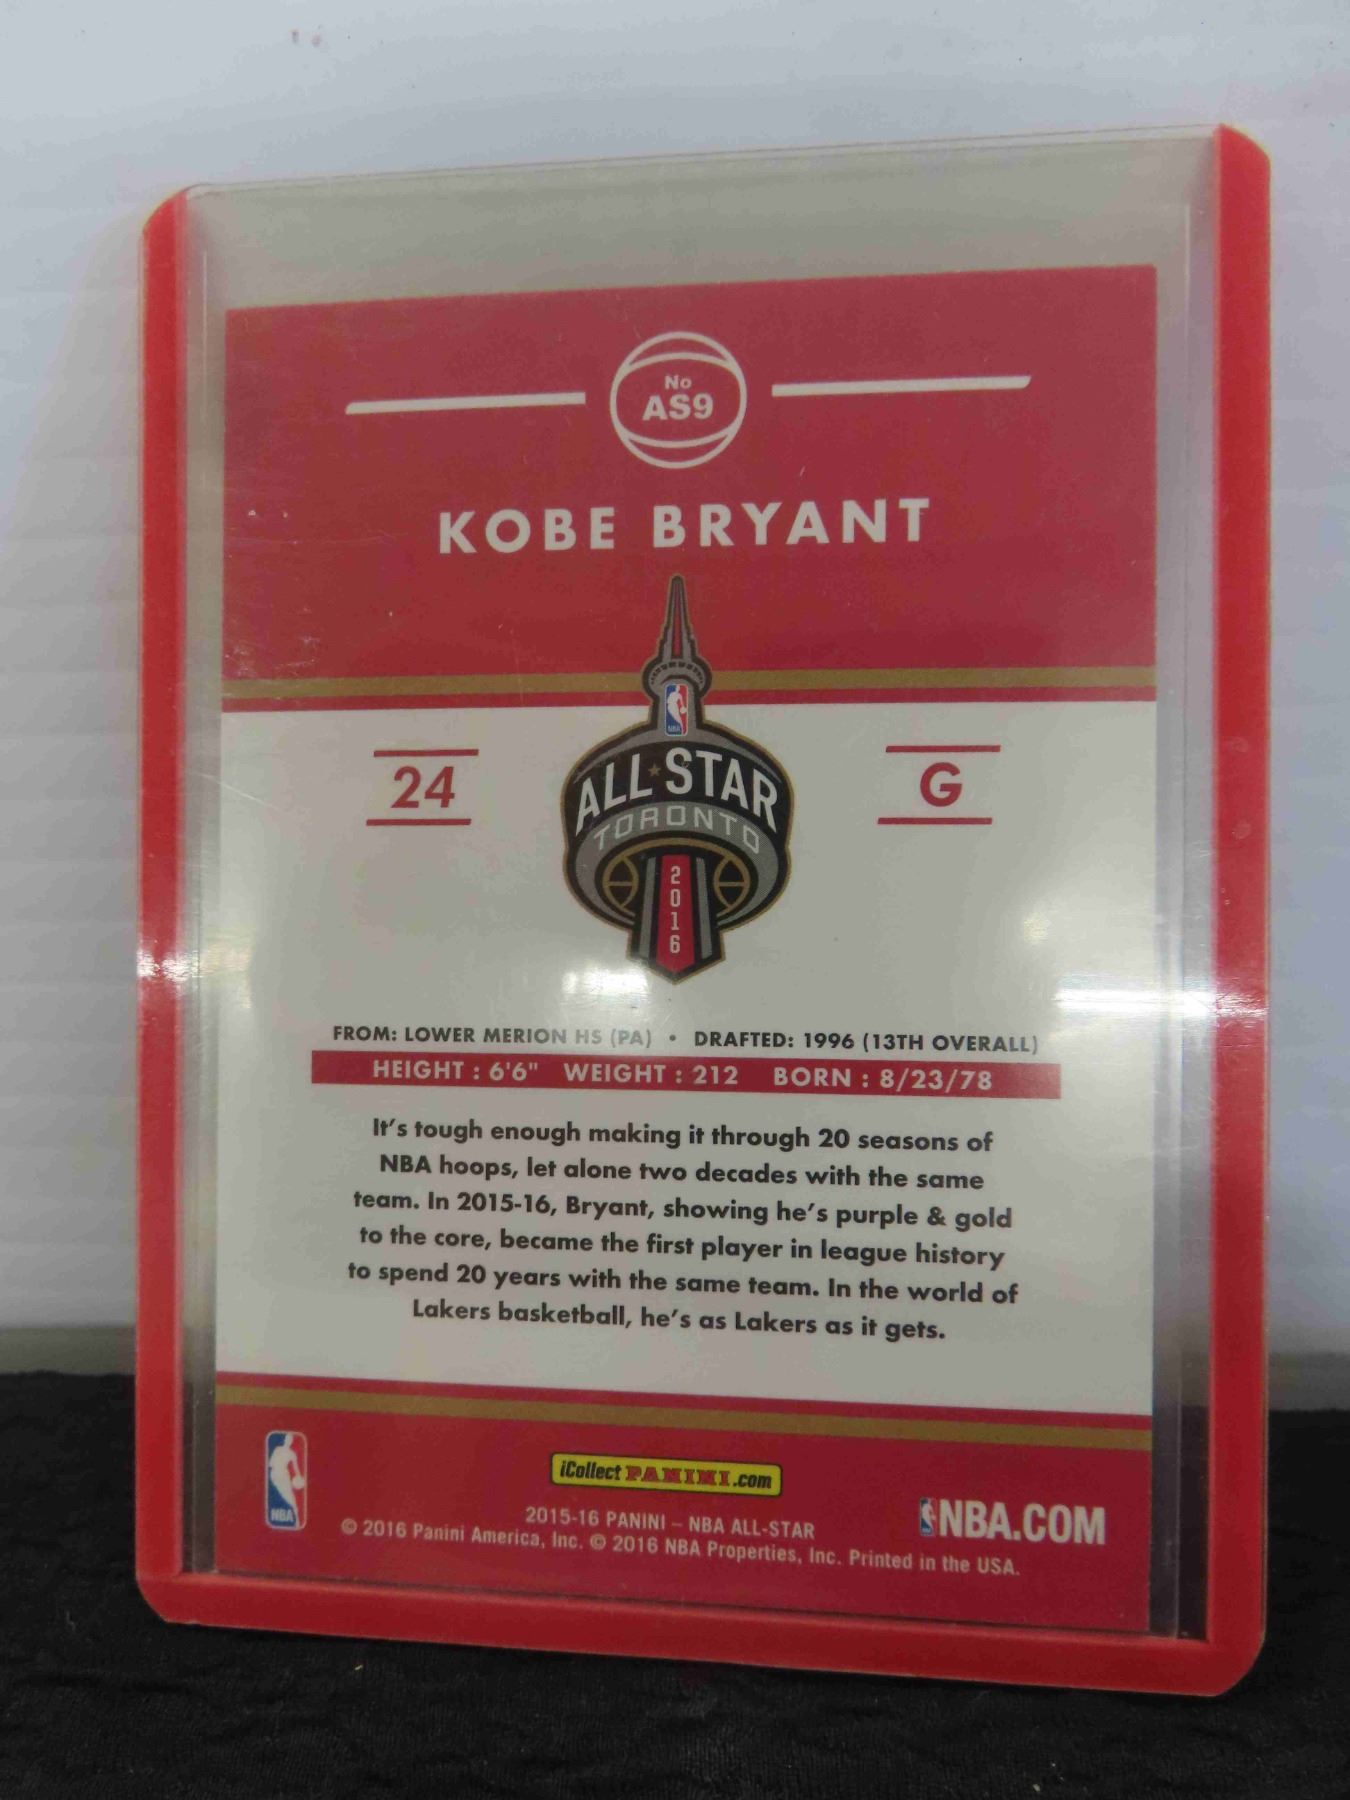 No
AS9
KOBE BRYANT
NBA
24
G
ALL★STAR
TORONTO
2016
FROM: LOWER MERION HS (PA) • DRAFTED: 1996 (13TH OVERALL)
HEIGHT : 6'6" WEIGHT : 212 BORN : 8/23/78
It's tough enough making it through 20 seasons of
NBA hoops, let alone two decades with the same
team. In 2015-16, Bryant, showing he's purple & gold
to the core, became the first player in league history
to spend 20 years with the same team. In the world of
Lakers basketball, he's as Lakers as it gets.
NBA
iCollect PANINI.com
NBA.COM
2015-16 PANINI – NBA ALL-STAR
© 2016 Panini America, Inc. © 2016 NBA Properties, Inc. Printed in the USA.